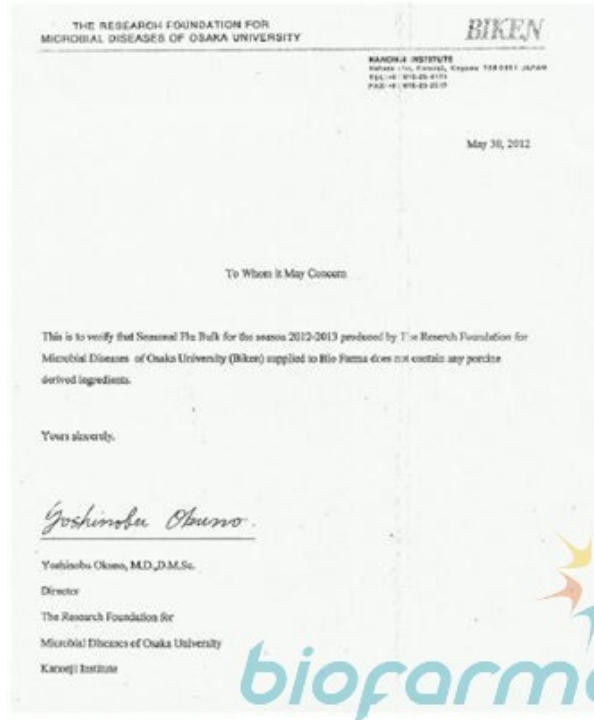 THE RESEARCH FOUNDATION FOR
MICROBIAL DISEASES OF OSAKA UNIVERSITY
BIKEN
KANONJI INSTITUTE
JAPAN
May 30, 2012
To Whom it May Concern
This is to verify that Seasonal Flu Bulk for the season 2012-2013 produced by The Reserch Foundation for
Microbial Diseases of Osaka University (Biken) supplied to Bio Farma does not contain any porcine
derived ingredients.
Yours sincerely,
Yoshinobu Okuno.
Yoshinobu Okuno, M.D.,D.M.Sc.
Director
The Research Foundation for
Microbial Diseases of Osaka University
Kanonji Institute
biofarma